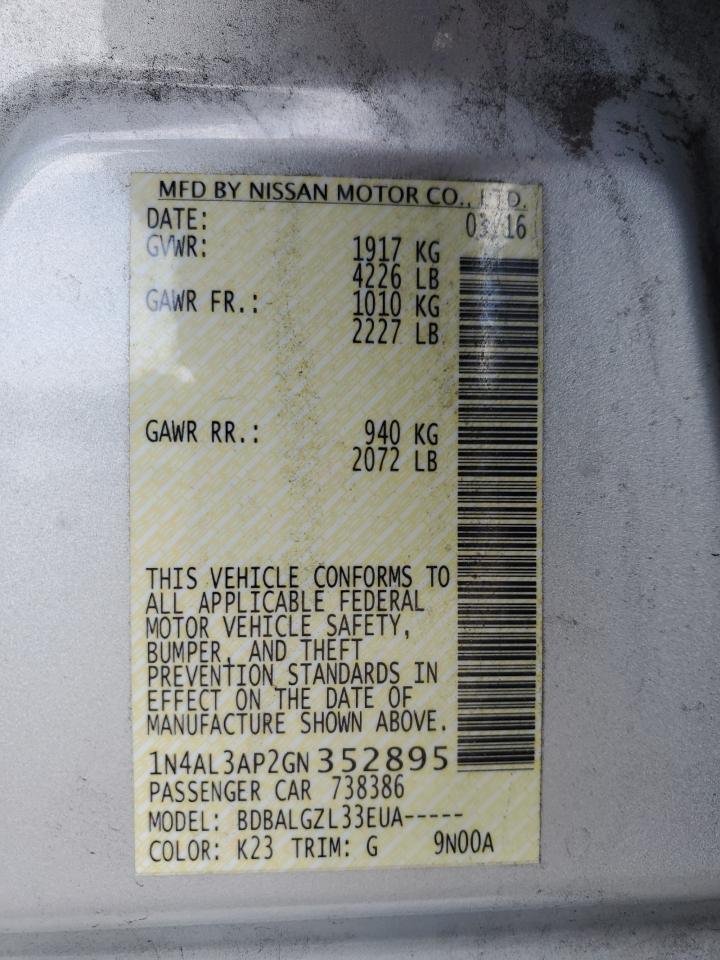 MFD BY NISSAN MOTOR CO., LTD.
DATE: 03/16
GVWR: 1917 KG
4226 LB
GAWR FR.: 1010 KG
2227 LB
GAWR RR.: 940 KG
2072 LB
THIS VEHICLE CONFORMS TO
ALL APPLICABLE FEDERAL
MOTOR VEHICLE SAFETY,
BUMPER, AND THEFT
PREVENTION STANDARDS IN
EFFECT ON THE DATE OF
MANUFACTURE SHOWN ABOVE.
1N4AL3AP2GN352895
PASSENGER CAR 738386
MODEL: BDBALGZL33EUA-----
COLOR: K23 TRIM: G 9N00A